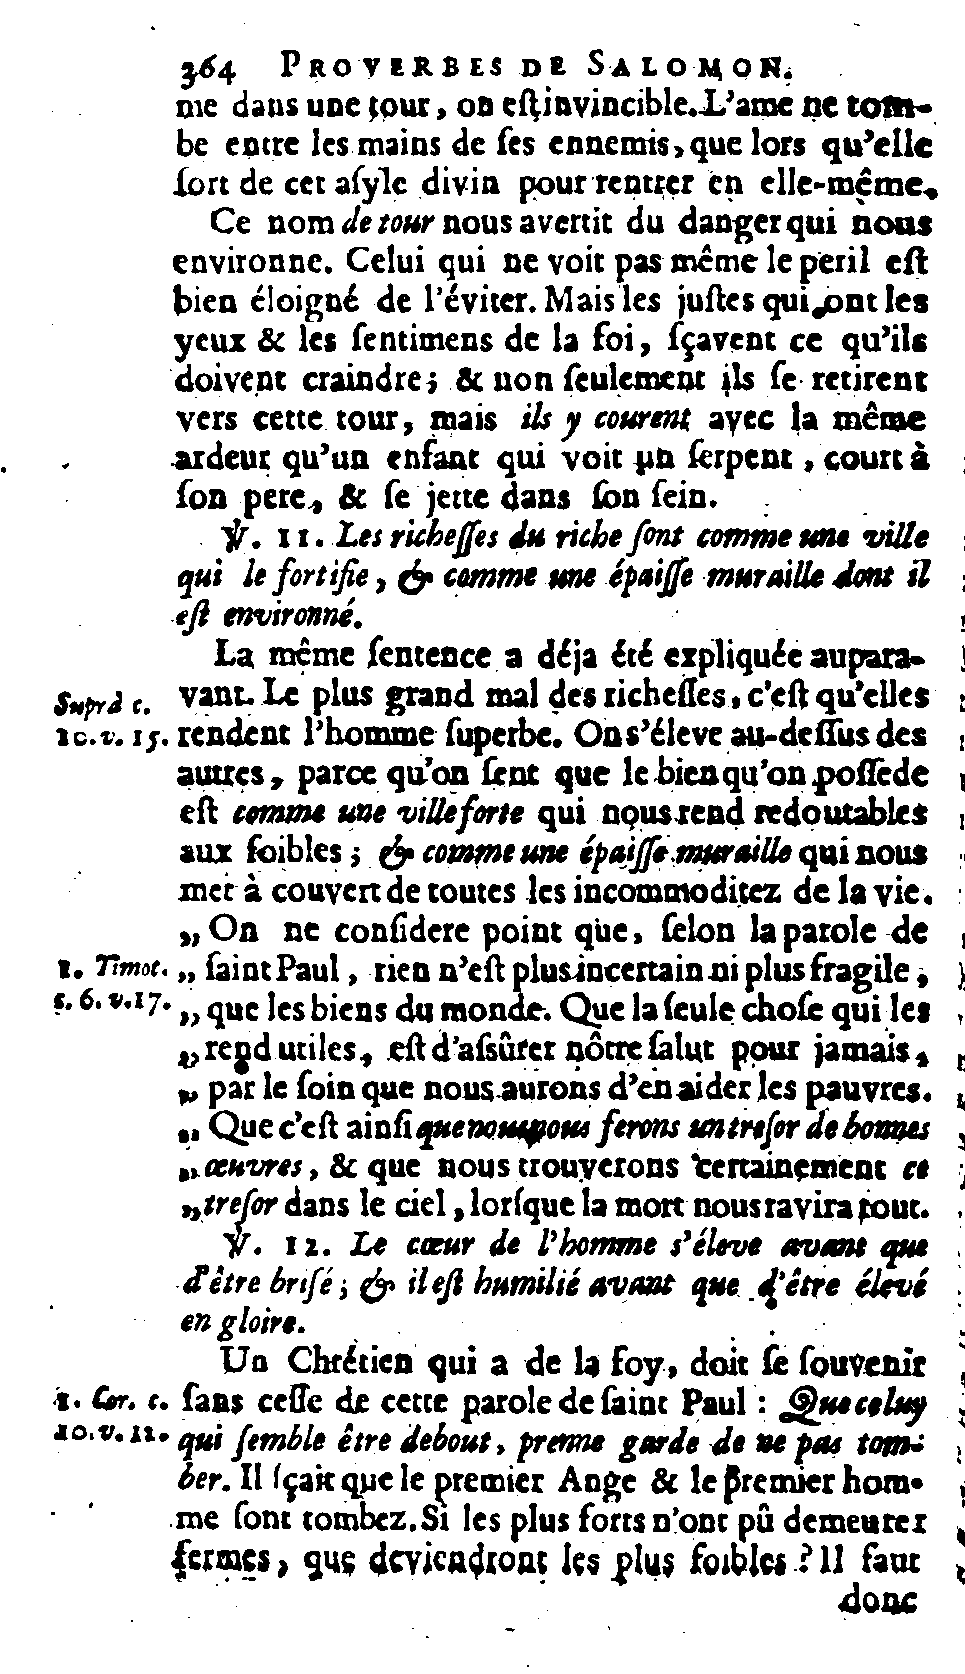 364 PROVERBES DE SALOMON.
me dans une tour, on eſt invincible. L'ame ne tom-
be entre les mains de ſes ennemis, que lors qu'elle
ſort de cet aſyle divin pour rentrer en elle-même.
Ce nom de tour nous avertit du danger qui nous
environne. Celui qui ne voit pas même le peril eſt
bien éloigné de l'éviter. Mais les juſtes qui ont les
yeux & les ſentimens de la foi, ſçavent ce qu'ils
doivent craindre; & non ſeulement ils ſe retirent
vers cette tour, mais ils y courent avec la même
ardeur qu'un enfant qui voit un ſerpent, court à
ſon pere, & ſe jette dans ſon ſein.
℣. 11. Les richeſſes du riche ſont comme une ville
qui le fortifie, & comme une épaiſſe muraille dont il
eſt environné.
La même ſentence a déja été expliquée aupara-
Suprà c. vant. Le plus grand mal des richeſſes, c'eſt qu'elles
10. v. 15. rendent l'homme ſuperbe. On s'éleve au-deſſus des
autres, parce qu'on ſent que le bien qu'on poſſede
eſt comme une ville forte qui nous rend redoutables
aux foibles; & comme une épaiſſe muraille qui nous
met à couvert de toutes les incommoditez de la vie.
„ On ne conſidere point que, ſelon la parole de
1. Timot. „ ſaint Paul, rien n'eſt plus incertain ni plus fragile,
c. 6. v. 17. „ que les biens du monde. Que la ſeule choſe qui les
„ rend utiles, eſt d'aſsûrer nôtre ſalut pour jamais,
„ par le ſoin que nous aurons d'en aider les pauvres.
„ Que c'eſt ainſi que nous nous ferons un treſor de bonnes
„ œuvres, & que nous trouverons certainement ce
„ treſor dans le ciel, lorſque la mort nous ravira tout.
℣. 12. Le cœur de l'homme s'éleve avant que
d'être briſé; & il eſt humilié avant que d'être élevé
en gloire.
Un Chrétien qui a de la foy, doit ſe ſouvenir
1. Cor. c. ſans ceſſe de cette parole de ſaint Paul : Que celuy
10. v. 12. qui ſemble être debout, prenne garde de ne pas tom-
ber. Il ſçait que le premier Ange & le premier hom-
me ſont tombez. Si les plus forts n'ont pû demeurer
fermes, que deviendront les plus foibles? Il faut
donc